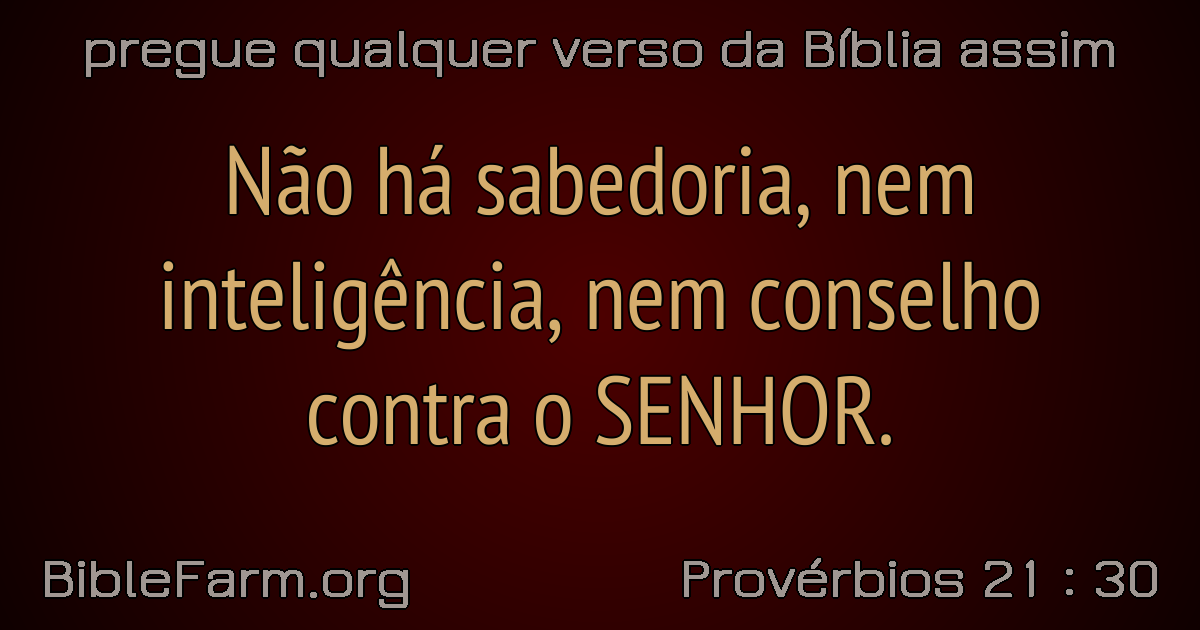 pregue qualquer verso da Bíblia assim
Não há sabedoria, nem
inteligência, nem conselho
contra o SENHOR.
BibleFarm.org
Provérbios 21 : 30